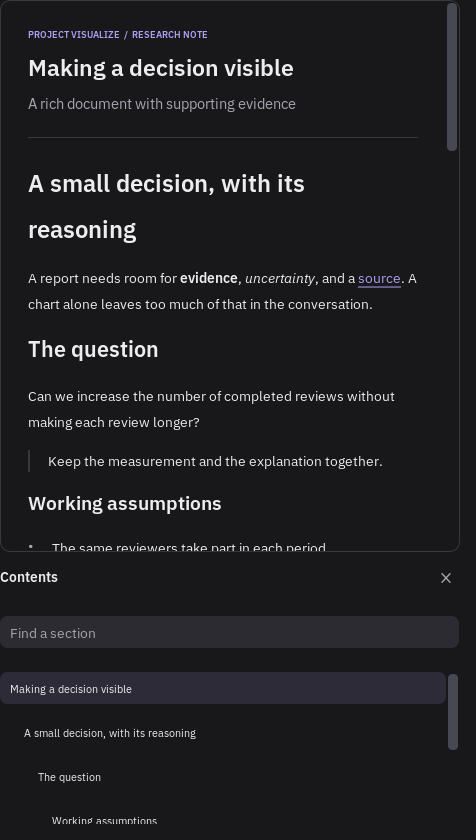 PROJECT VISUALIZE / RESEARCH NOTE
Making a decision visible
A rich document with supporting evidence
A small decision, with its
reasoning
A report needs room for evidence, uncertainty, and a source. A
chart alone leaves too much of that in the conversation.
The question
Can we increase the number of completed reviews without
making each review longer?
Keep the measurement and the explanation together.
Working assumptions
• The same reviewers take part in each period.
Contents
Find a section
Making a decision visible
A small decision, with its reasoning
The question
Working assumptions